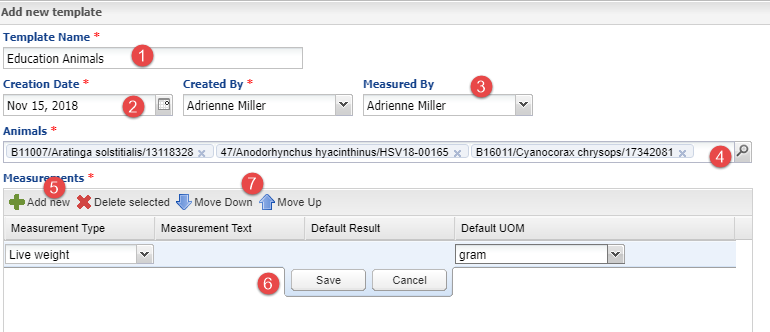 Add new template
Template Name *
Education Animals 1
Creation Date * Created By * Measured By 3
Nov 15, 2018 2 Adrienne Miller Adrienne Miller
Animals *
B11007/Aratinga solstitialis/13118328 x 47/Anodorhynchus hyacinthinus/HSV18-00165 x B16011/Cyanocorax chrysops/17342081 x 4
Measurements *
5 7
Add new Delete selected Move Down Move Up
Measurement Type Measurement Text Default Result Default UOM
Live weight gram
6 Save Cancel